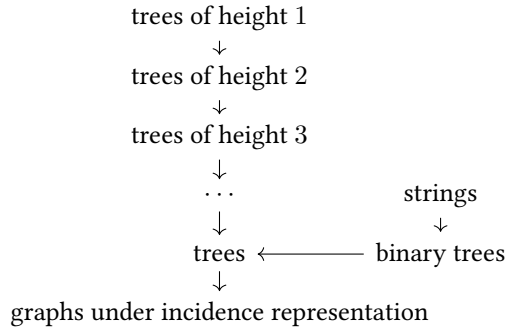 trees of height 1
trees of height 2
trees of height 3
···
strings
trees
binary trees
graphs under incidence representation